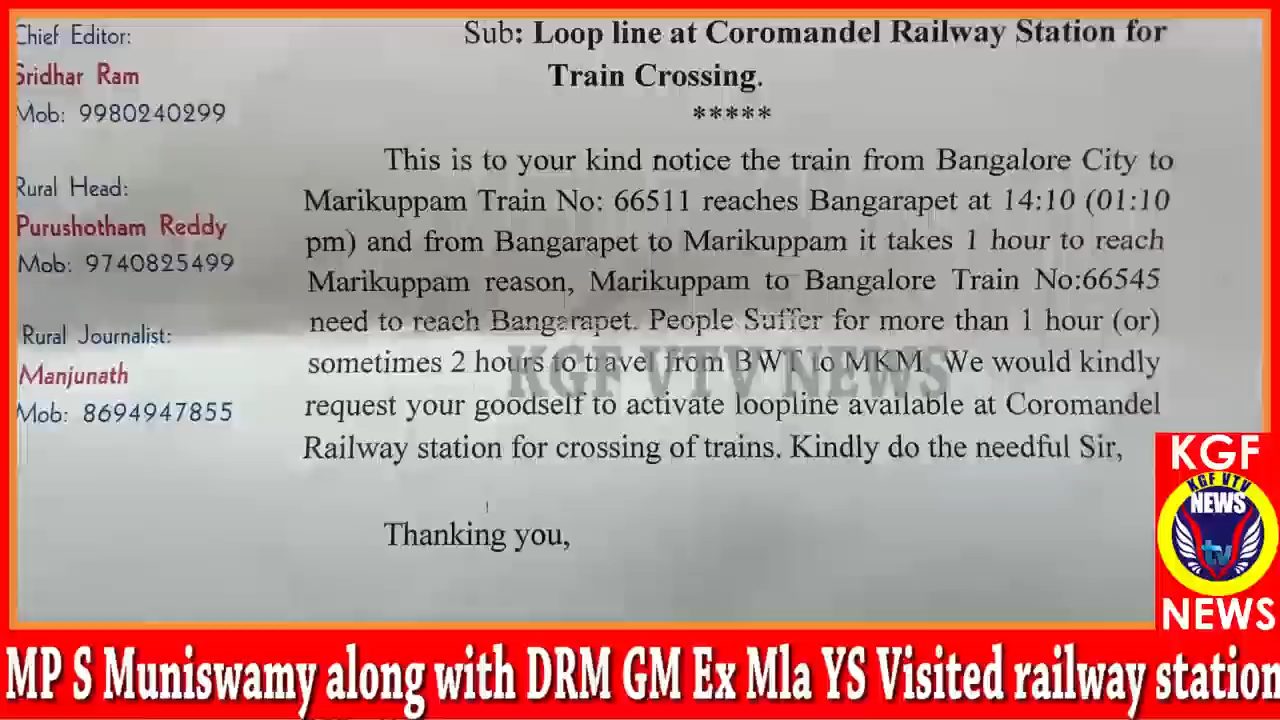 Chief Editor:
Sridhar Ram
Mob: 9980240299
Rural Head:
Purushotham Reddy
Mob: 9740825499
Rural Journalist:
Manjunath
Mob: 8694947855
Sub: Loop line at Coromandel Railway Station for
Train Crossing.
*****
This is to your kind notice the train from Bangalore City to
Marikuppam Train No: 66511 reaches Bangarapet at 14:10 (01:10
pm) and from Bangarapet to Marikuppam it takes 1 hour to reach
Marikuppam reason, Marikuppam to Bangalore Train No:66545
need to reach Bangarapet. People Suffer for more than 1 hour (or)
sometimes 2 hours to travel from BWT to MKM. We would kindly
request your goodself to activate loopline available at Coromandel
Railway station for crossing of trains. Kindly do the needful Sir,
Thanking you,
KGF VTV NEWS
KGF
KGF VTV
NEWS
tv
NEWS
MP S Muniswamy along with DRM GM Ex Mla YS Visited railway station